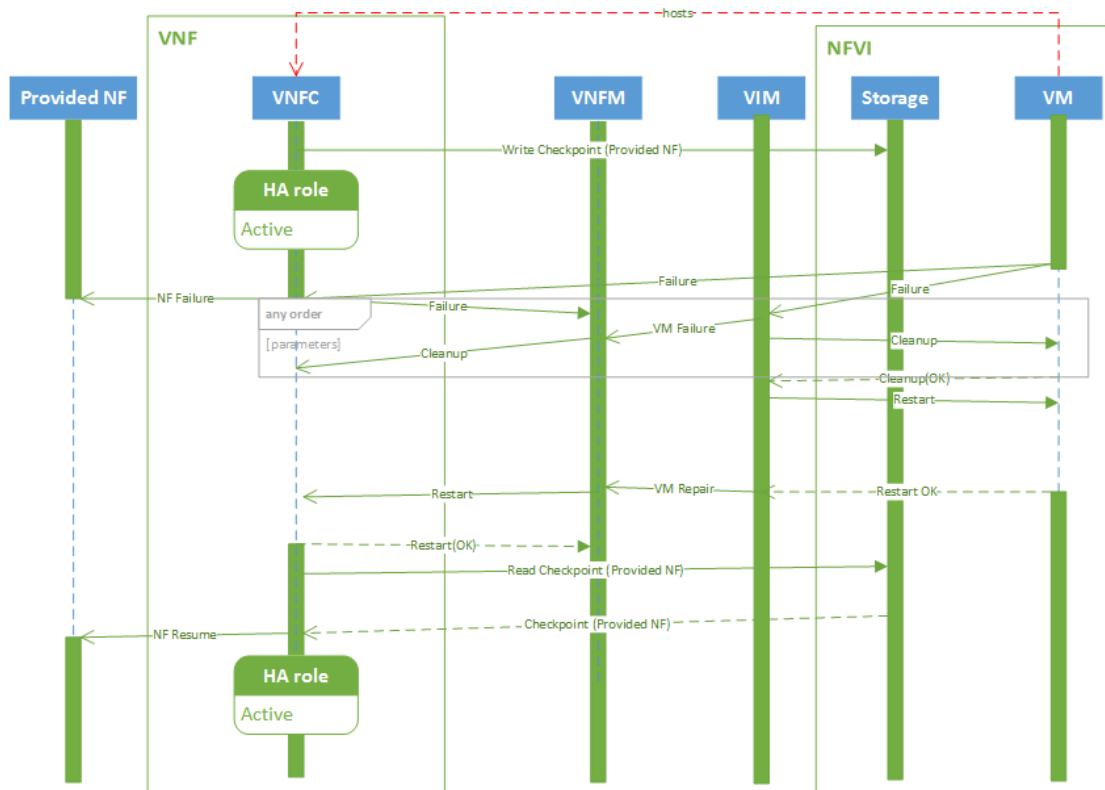 hosts
VNF
NFVI
Provided NF
VNFC
VNFM
VIM
Storage
VM
Write Checkpoint (Provided NF)
HA role
Active
Failure
Failure
NF Failure
Failure
any order
VM Failure
[parameters]
Cleanup
Cleanup
Cleanup(OK)
Restart
VM Repair
Restart OK
Restart
Restart(OK)
Read Checkpoint (Provided NF)
Checkpoint (Provided NF)
NF Resume
HA role
Active